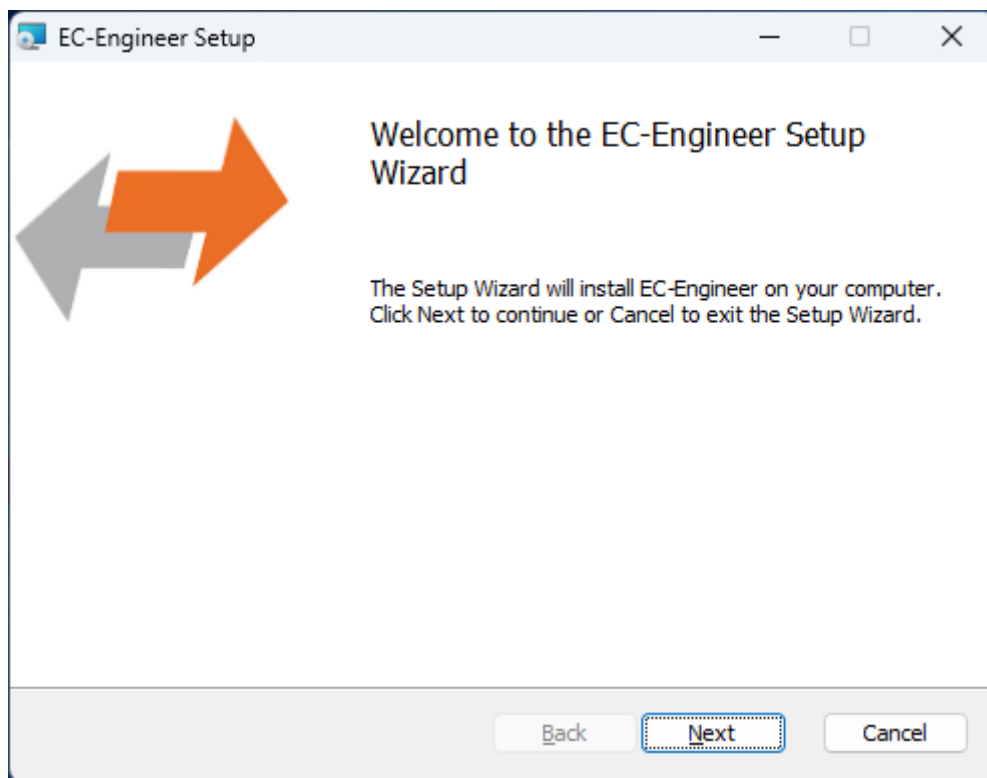 EC-Engineer Setup
Welcome to the EC-Engineer Setup
Wizard
The Setup Wizard will install EC-Engineer on your computer.
Click Next to continue or Cancel to exit the Setup Wizard.
Back Next Cancel